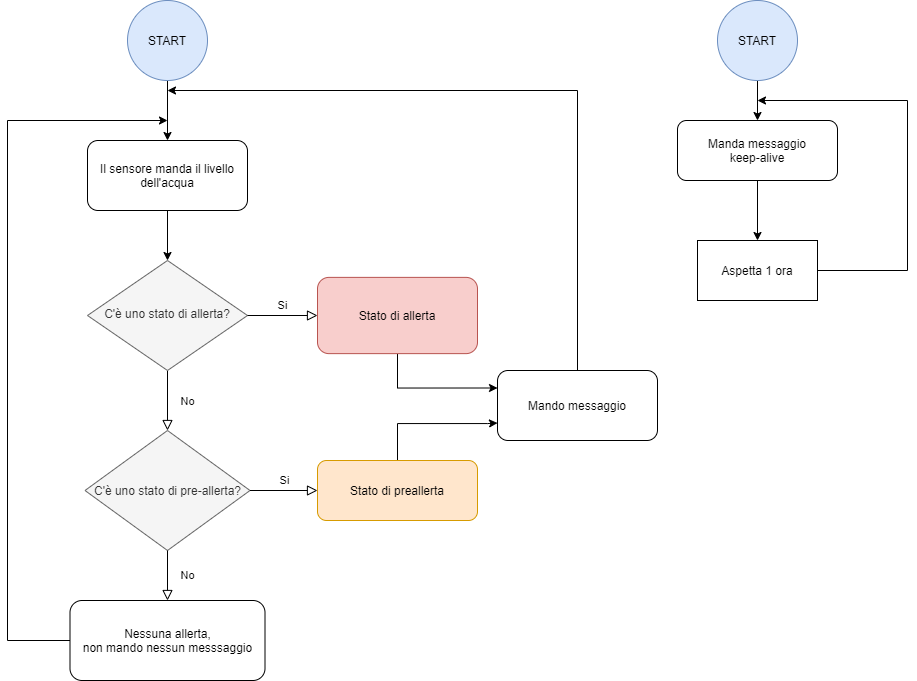 START
Il sensore manda il livello
dell'acqua
C'è uno stato di allerta?
Si
Stato di allerta
No
Mando messaggio
C'è uno stato di pre-allerta?
Si
Stato di preallerta
No
Nessuna allerta,
non mando nessun messsaggio
START
Manda messaggio
keep-alive
Aspetta 1 ora